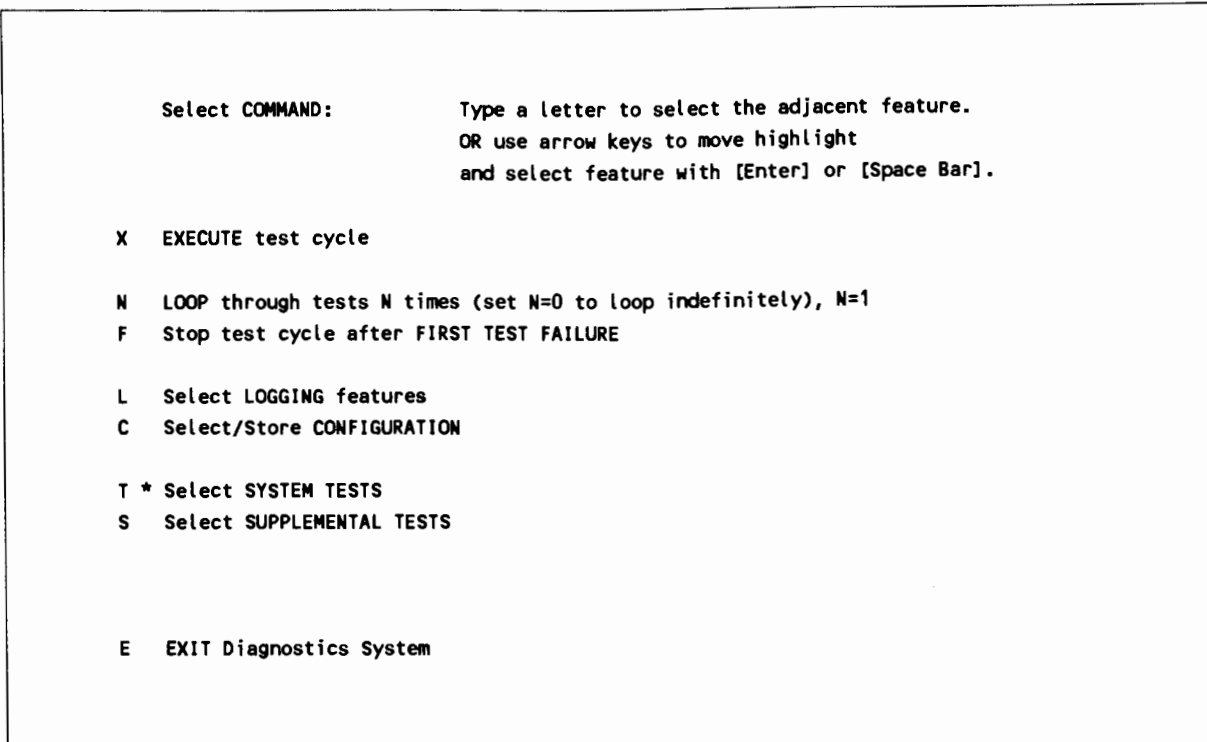 Select COMMAND: Type a letter to select the adjacent feature.
OR use arrow keys to move highlight
and select feature with [Enter] or [Space Bar].
X EXECUTE test cycle
N LOOP through tests N times (set N=0 to loop indefinitely), N=1
F Stop test cycle after FIRST TEST FAILURE
L Select LOGGING features
C Select/Store CONFIGURATION
T * Select SYSTEM TESTS
S Select SUPPLEMENTAL TESTS
E EXIT Diagnostics System